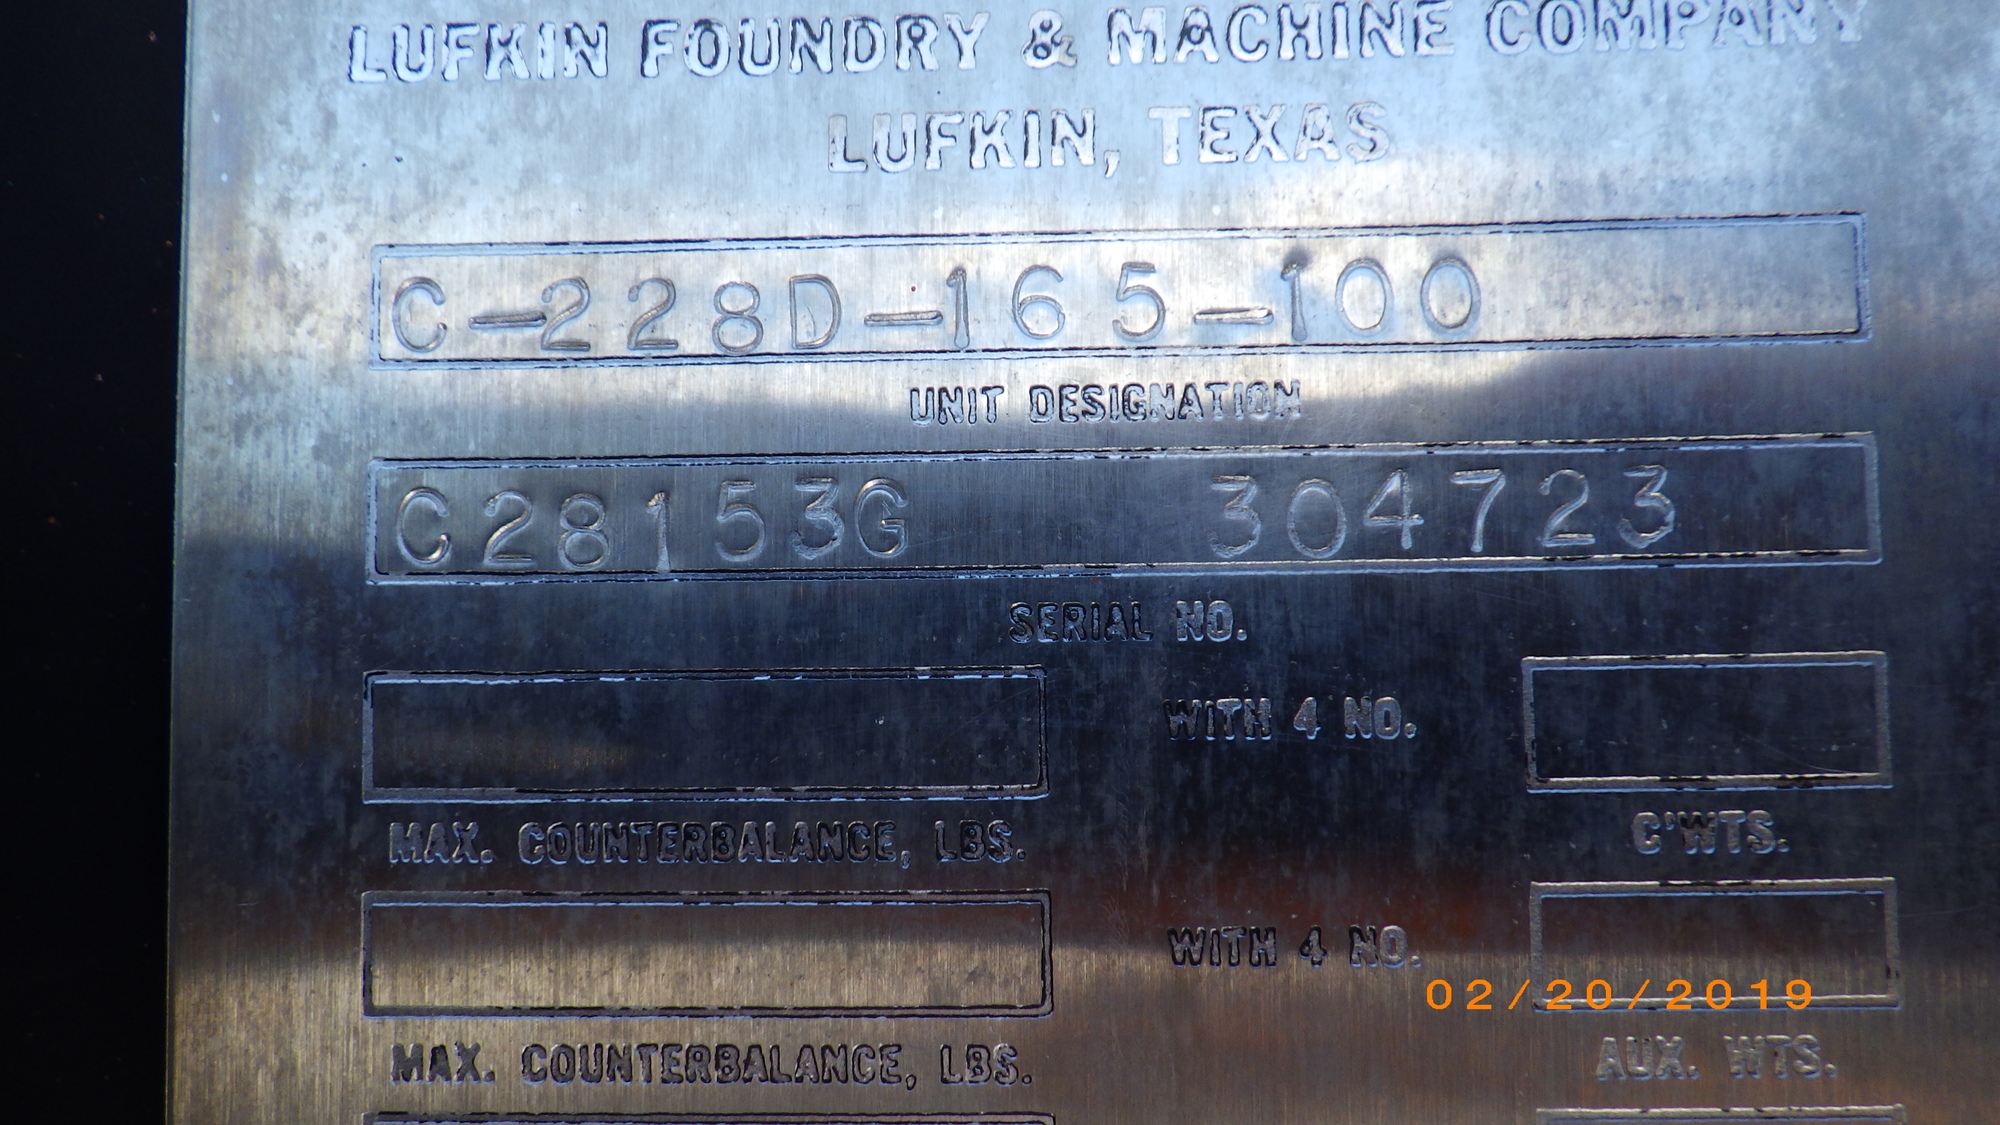 LUFKIN FOUNDRY & MACHINE COMPANY
LUFKIN, TEXAS
C-228D-165-100
UNIT DESIGNATION
C28153G 304723
SERIAL NO.
WITH 4 NO.
MAX. COUNTERBALANCE, LBS. C'WTS.
WITH 4 NO.
02/20/2019
MAX. COUNTERBALANCE, LBS. AUX. WTS.